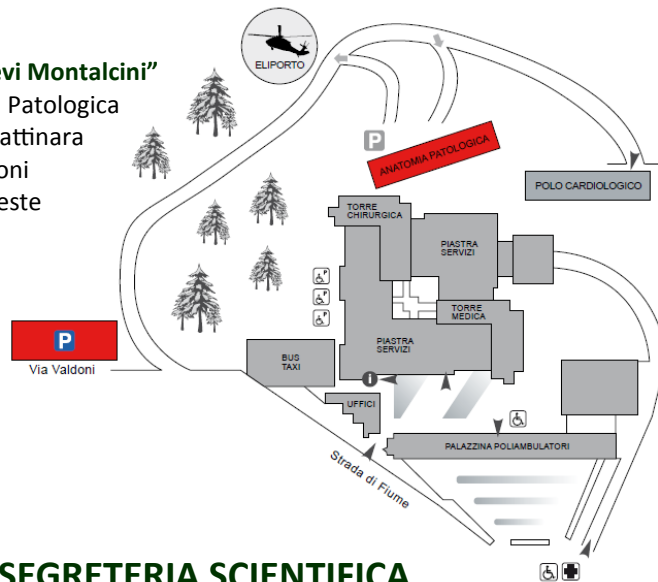 ELIPORTO
evi Montalcini”
Patologica
attinara
oni
este
P
ANATOMIA PATOLOGICA
POLO CARDIOLOGICO
TORRE
CHIRURGICA
PIASTRA
SERVIZI
P
P
P
TORRE
MEDICA
P
Via Valdoni
PIASTRA
SERVIZI
BUS
TAXI
i
UFFICI
PALAZZINA POLIAMBULATORI
Strada di Fiume
SEGRETERIA SCIENTIFICA